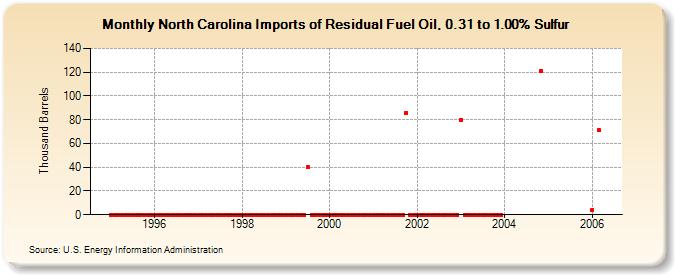 Monthly North Carolina Imports of Residual Fuel Oil, 0.31 to 1.00% Sulfur
Thousand Barrels
140
120
100
80
60
40
20
0
1996 1998 2000 2002 2004 2006
Source: U.S. Energy Information Administration